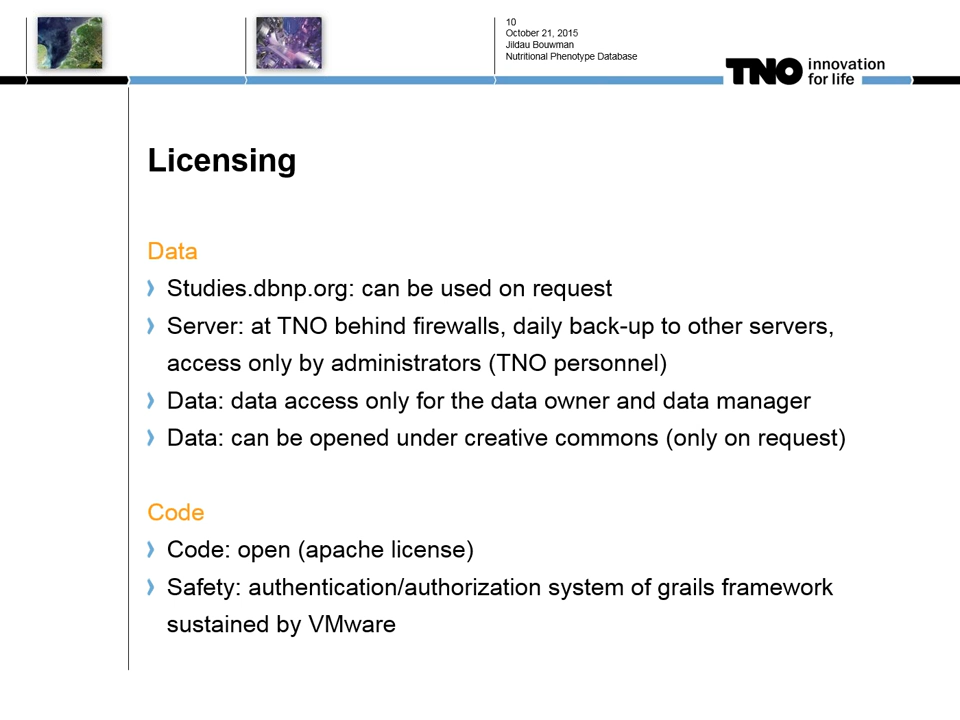 10
October 21, 2015
Jildau Bouwman
Nutritional Phenotype Database
TNO innovation
for life
Licensing
Data
Studies.dbnp.org: can be used on request
Server: at TNO behind firewalls, daily back-up to other servers,
access only by administrators (TNO personnel)
Data: data access only for the data owner and data manager
Data: can be opened under creative commons (only on request)
Code
Code: open (apache license)
Safety: authentication/authorization system of grails framework
sustained by VMware